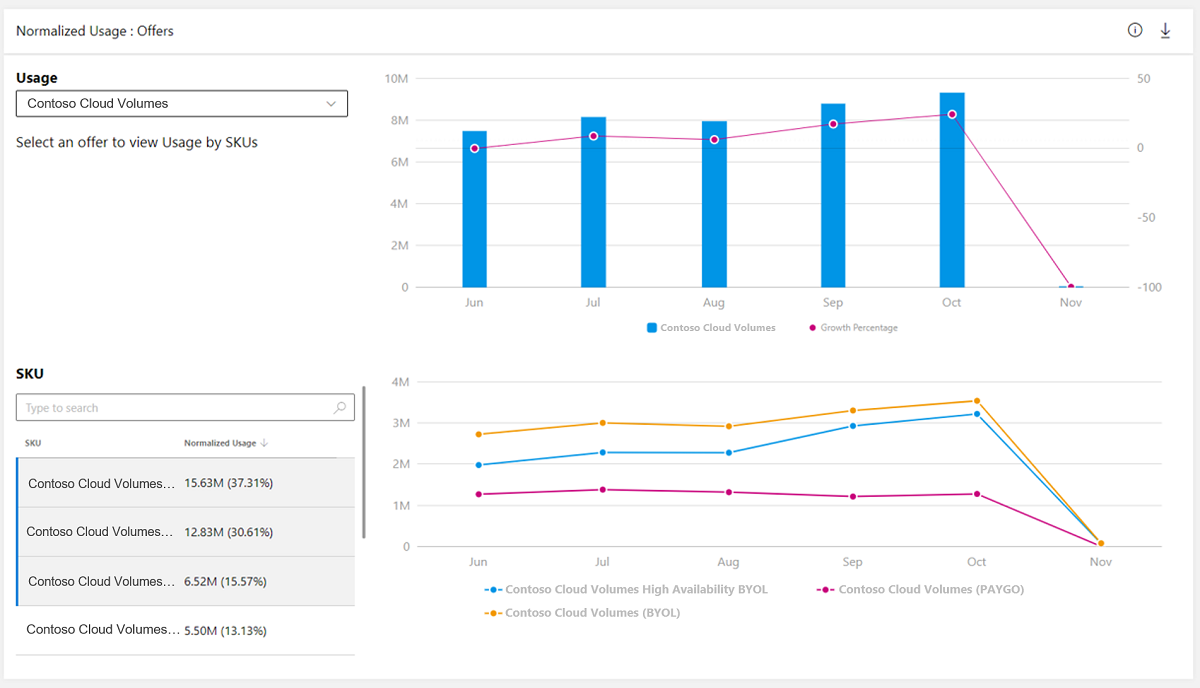 Normalized Usage : Offers
Usage
Contoso Cloud Volumes
Select an offer to view Usage by SKUs
10M
8M
6M
4M
2M
0
50
0
-50
-100
Jun Jul Aug Sep Oct Nov
Contoso Cloud Volumes Growth Percentage
SKU
Type to search
SKU Normalized Usage
Contoso Cloud Volumes... 15.63M (37.31%)
Contoso Cloud Volumes... 12.83M (30.61%)
Contoso Cloud Volumes... 6.52M (15.57%)
Contoso Cloud Volumes... 5.50M (13.13%)
4M
3M
2M
1M
0
Jun Jul Aug Sep Oct Nov
Contoso Cloud Volumes High Availability BYOL Contoso Cloud Volumes (PAYGO)
Contoso Cloud Volumes (BYOL)